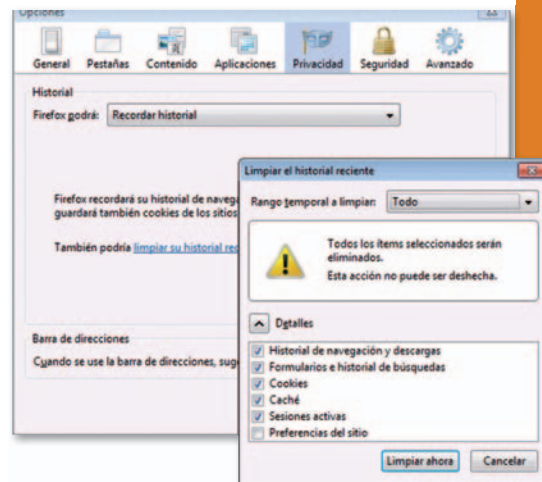 Opciones
General Pestañas Contenido Aplicaciones Privacidad Seguridad Avanzado
Historial
Firefox podrá: Recordar historial
Firefox recordará su historial de
guardará también cookies de los sitios
También podría limpiar su historial
Barra de direcciones
Cuando se use la barra de direcciones,
Limpiar el historial reciente
Rango temporal a limpiar: Todo
Todos los ítems seleccionados serán
eliminados.
Esta acción no puede ser deshecha.
Detalles
Historial de navegación y descargas
Formularios e historial de búsquedas
Cookies
Caché
Sesiones activas
Preferencias del sitio
Limpiar ahora Cancelar